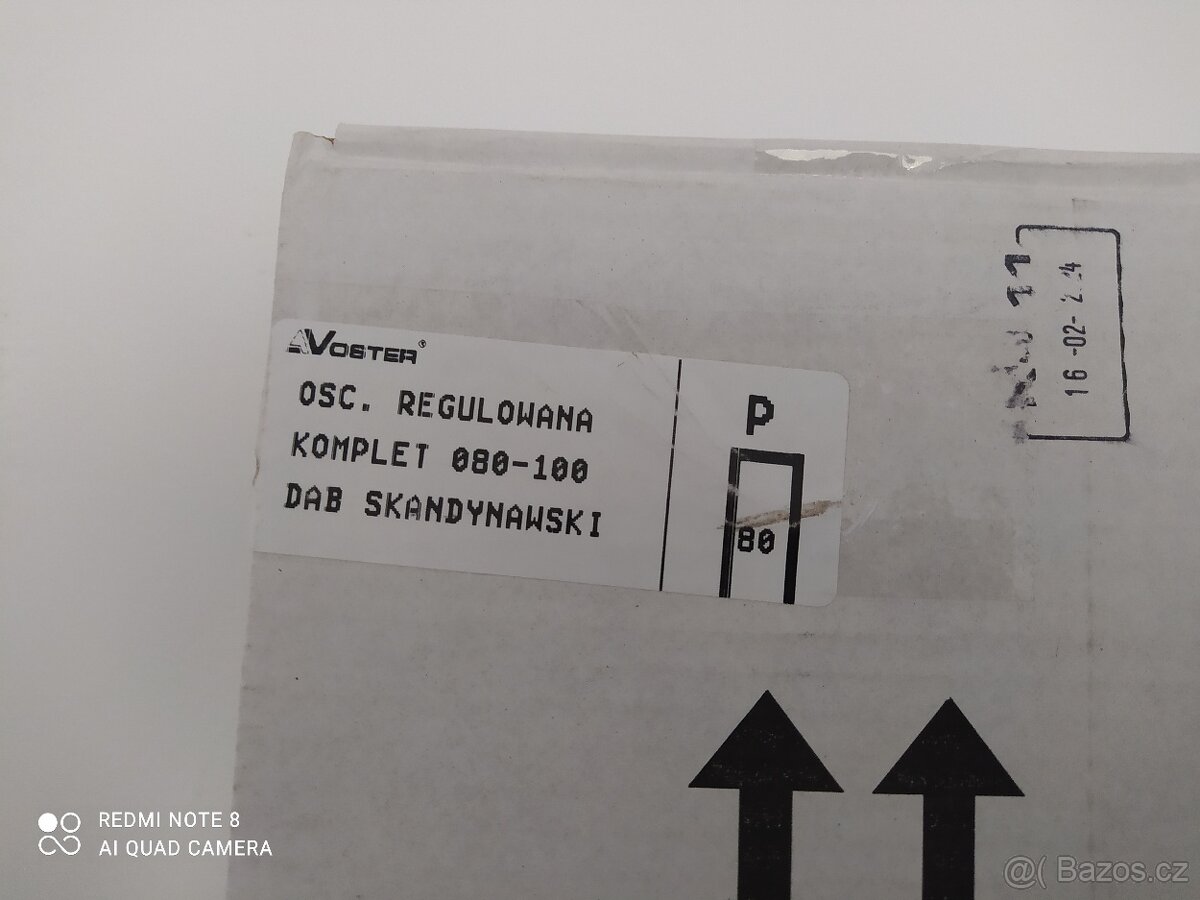 VOSTER®
OSC. REGULOWANA
KOMPLET 080-100
DAB SKANDYNAWSKI
P
80
11
16-02-
REDMI NOTE 8
AI QUAD CAMERA
@( Bazos.cz